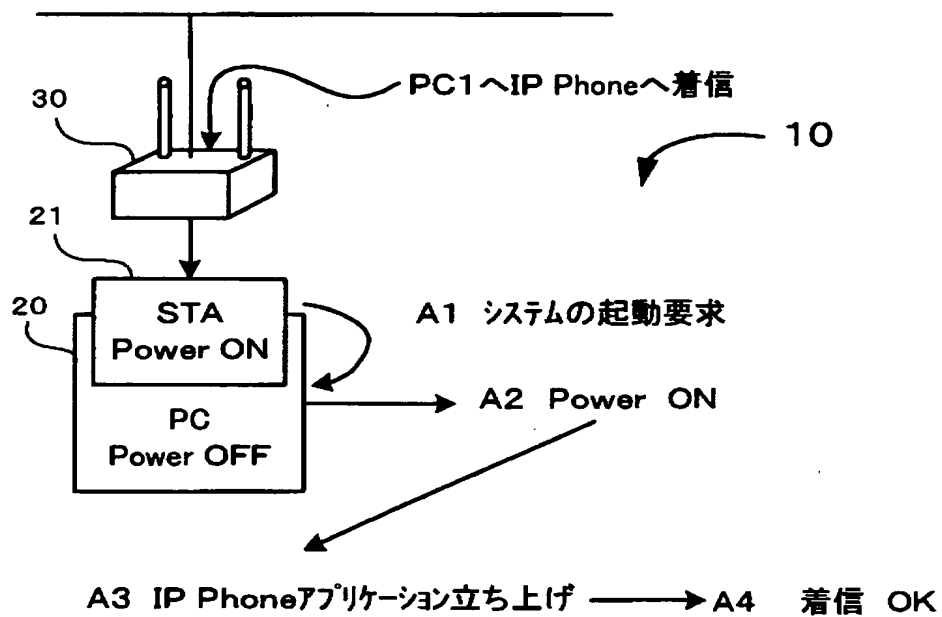 PC1へIP Phoneへ着信
30
10
21
20
STA
Power ON
A1 システムの起動要求
PC
Power OFF
A2 Power ON
A3 IP Phoneアプリケーション立ち上げ
A4 着信 OK